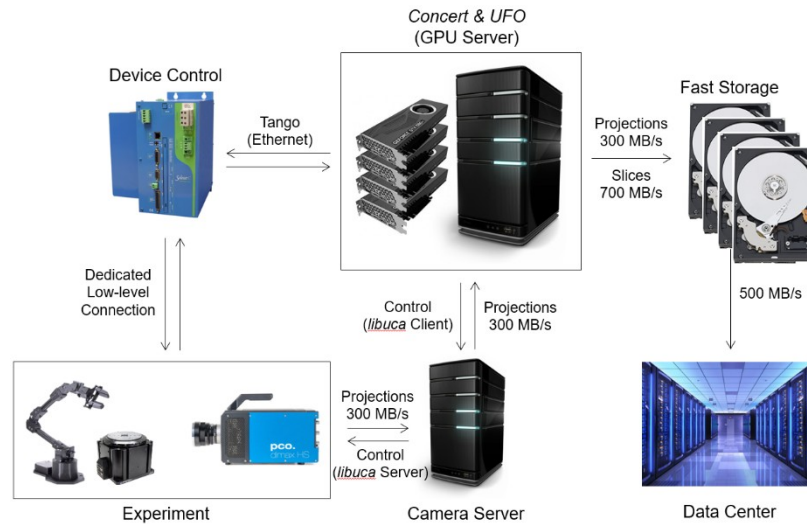 Concert & UFO
(GPU Server)
Device Control
Fast Storage
Tango
(Ethernet)
Projections
300 MB/s
Slices
700 MB/s
Dedicated
Low-level
Connection
Control
(libuca Client)
Projections
300 MB/s
500 MB/s
Projections
300 MB/s
Control
(libuca Server)
pco.
dimax HS
Experiment
Camera Server
Data Center